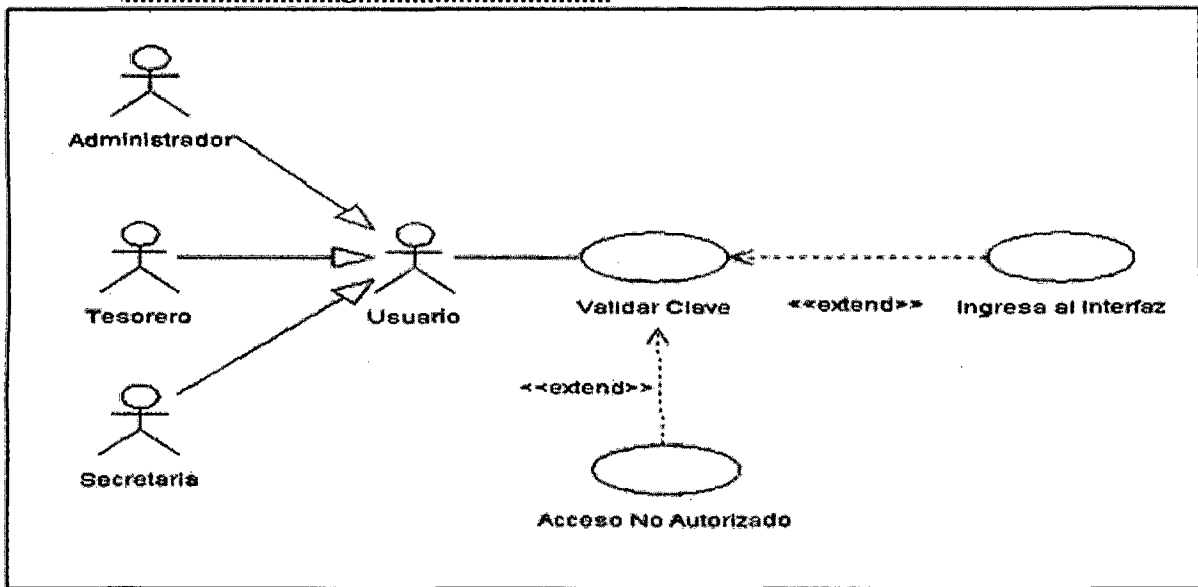 Administrador
Tesorero
Usuario
Validar Clave
<<extend>>
Ingresa al Interfaz
<<extend>>
Secretaria
Acceso No Autorizado